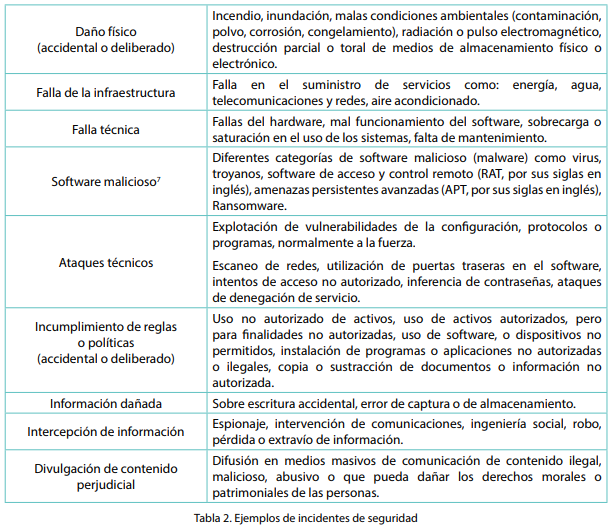 Daño físico
(accidental o deliberado)
Incendio, inundación, malas condiciones ambientales (contaminación,
polvo, corrosión, congelamiento), radiación o pulso electromagnético,
destrucción parcial o toral de medios de almacenamiento físico o
electrónico.
Falla de la infraestructura
Falla en el suministro de servicios como: energía, agua,
telecomunicaciones y redes, aire acondicionado.
Falla técnica
Fallas del hardware, mal funcionamiento del software, sobrecarga o
saturación en el uso de los sistemas, falta de mantenimiento.
Software malicioso⁷
Diferentes categorías de software malicioso (malware) como virus,
troyanos, software de acceso y control remoto (RAT, por sus siglas en
inglés), amenazas persistentes avanzadas (APT, por sus siglas en inglés),
Ransomware.
Ataques técnicos
Explotación de vulnerabilidades de la configuración, protocolos o
programas, normalmente a la fuerza.
Escaneo de redes, utilización de puertas traseras en el software,
intentos de acceso no autorizado, inferencia de contraseñas, ataques
de denegación de servicio.
Incumplimiento de reglas
o políticas
(accidental o deliberado)
Uso no autorizado de activos, uso de activos autorizados, pero
para finalidades no autorizadas, uso de software, o dispositivos no
permitidos, instalación de programas o aplicaciones no autorizadas
o ilegales, copia o sustracción de documentos o información no
autorizada.
Información dañada
Sobre escritura accidental, error de captura o de almacenamiento.
Intercepción de información
Espionaje, intervención de comunicaciones, ingeniería social, robo,
pérdida o extravío de información.
Divulgación de contenido
perjudicial
Difusión en medios masivos de comunicación de contenido ilegal,
malicioso, abusivo o que pueda dañar los derechos morales o
patrimoniales de las personas.
Tabla 2. Ejemplos de incidentes de seguridad